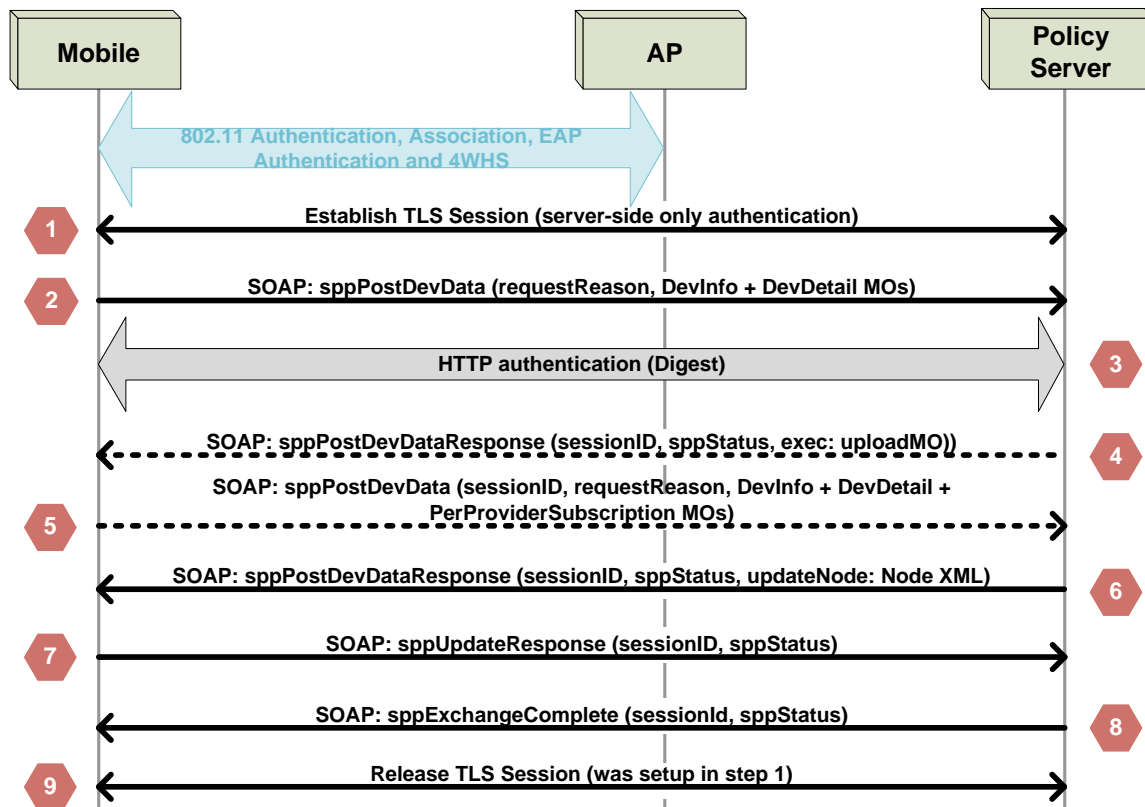 Mobile
AP
Policy
Server
802.11 Authentication, Association, EAP
Authentication and 4WHS
1
Establish TLS Session (server-side only authentication)
2
SOAP: sppPostDevData (requestReason, DevInfo + DevDetail MOs)
HTTP authentication (Digest)
3
SOAP: sppPostDevDataResponse (sessionID, sppStatus, exec: uploadMO))
4
SOAP: sppPostDevData (sessionID, requestReason, DevInfo + DevDetail +
PerProviderSubscription MOs)
5
SOAP: sppPostDevDataResponse (sessionID, sppStatus, updateNode: Node XML)
6
7
SOAP: sppUpdateResponse (sessionID, sppStatus)
SOAP: sppExchangeComplete (sessionId, sppStatus)
8
9
Release TLS Session (was setup in step 1)